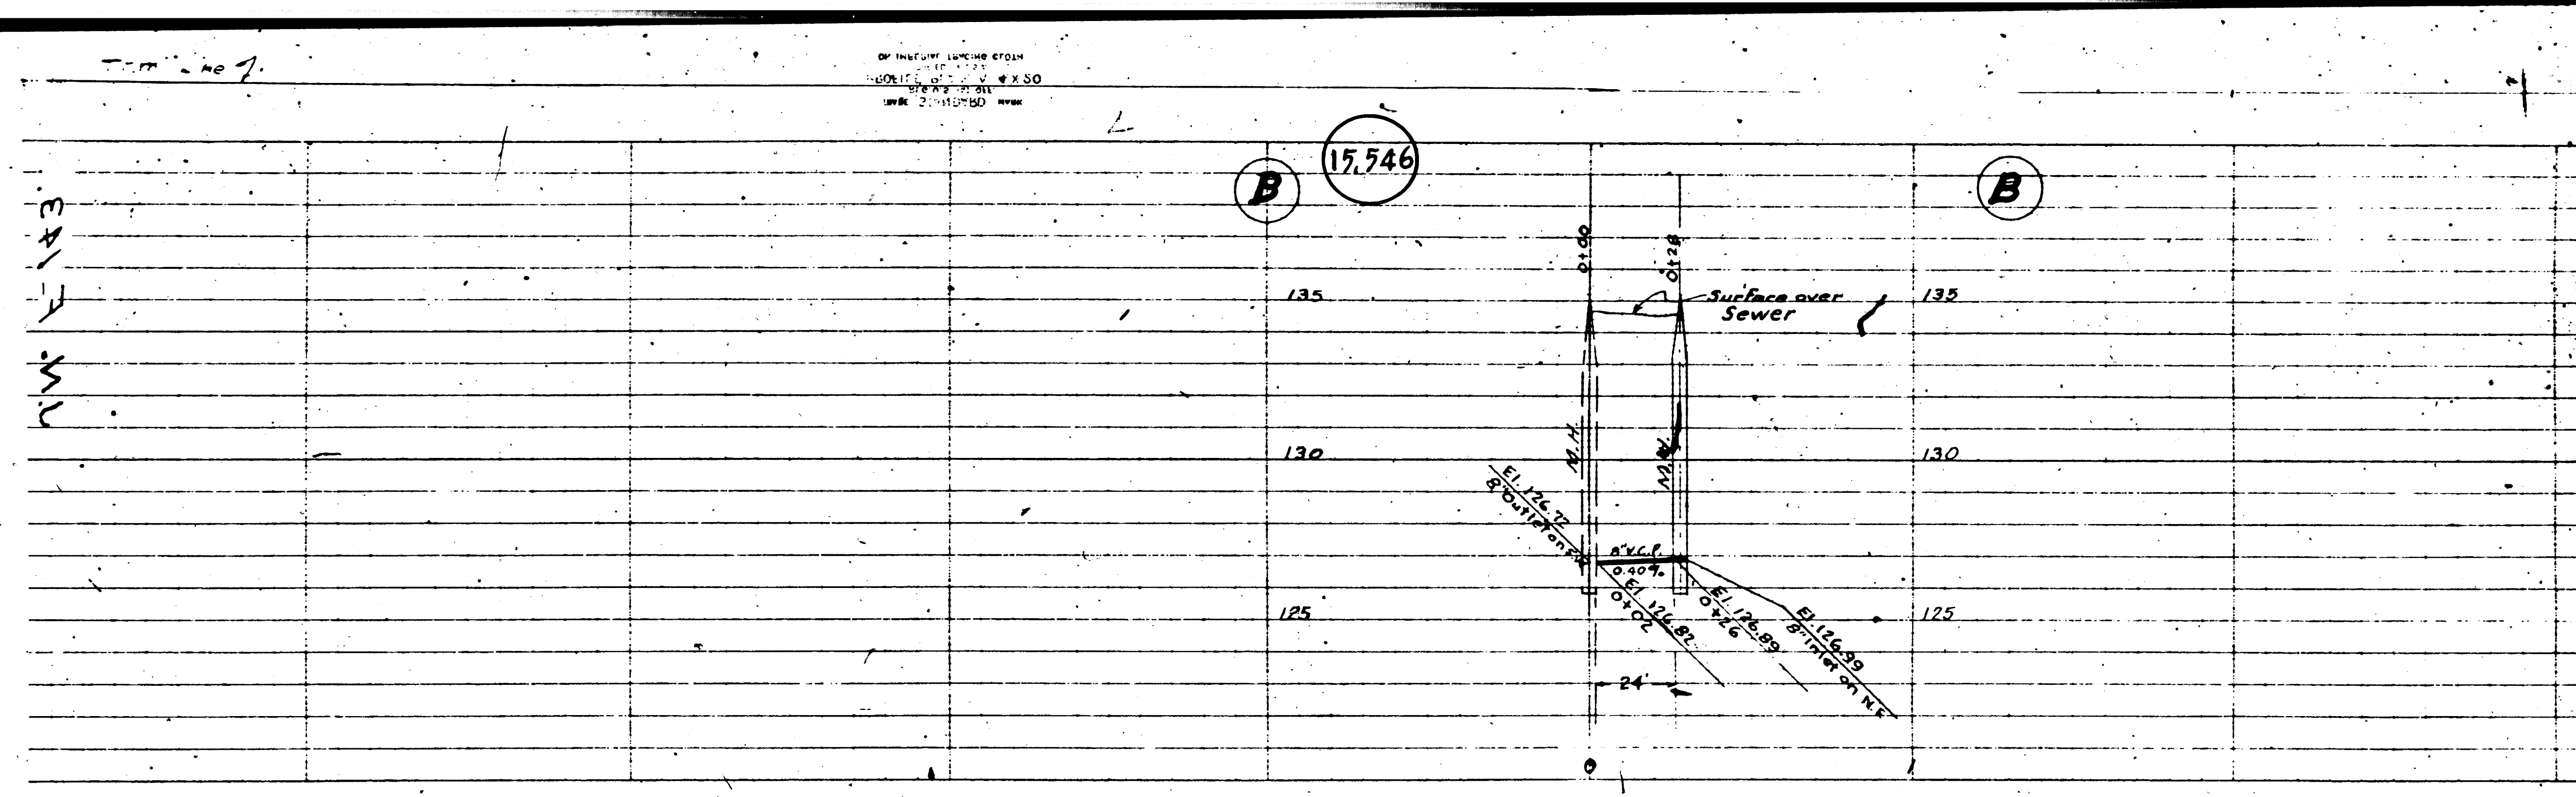 15,546
B
B
0+00
0+28
135
Surface over
Sewer
135
130
M.H.
M.H.
130
El. 126.72
8" Outlet on S.W.
8" V.C.P.
0.40%
125
El. 126.82
0+02
El. 126.89
0+26
El. 126.99
8" Inlet on N.E.
125
24'
0
1